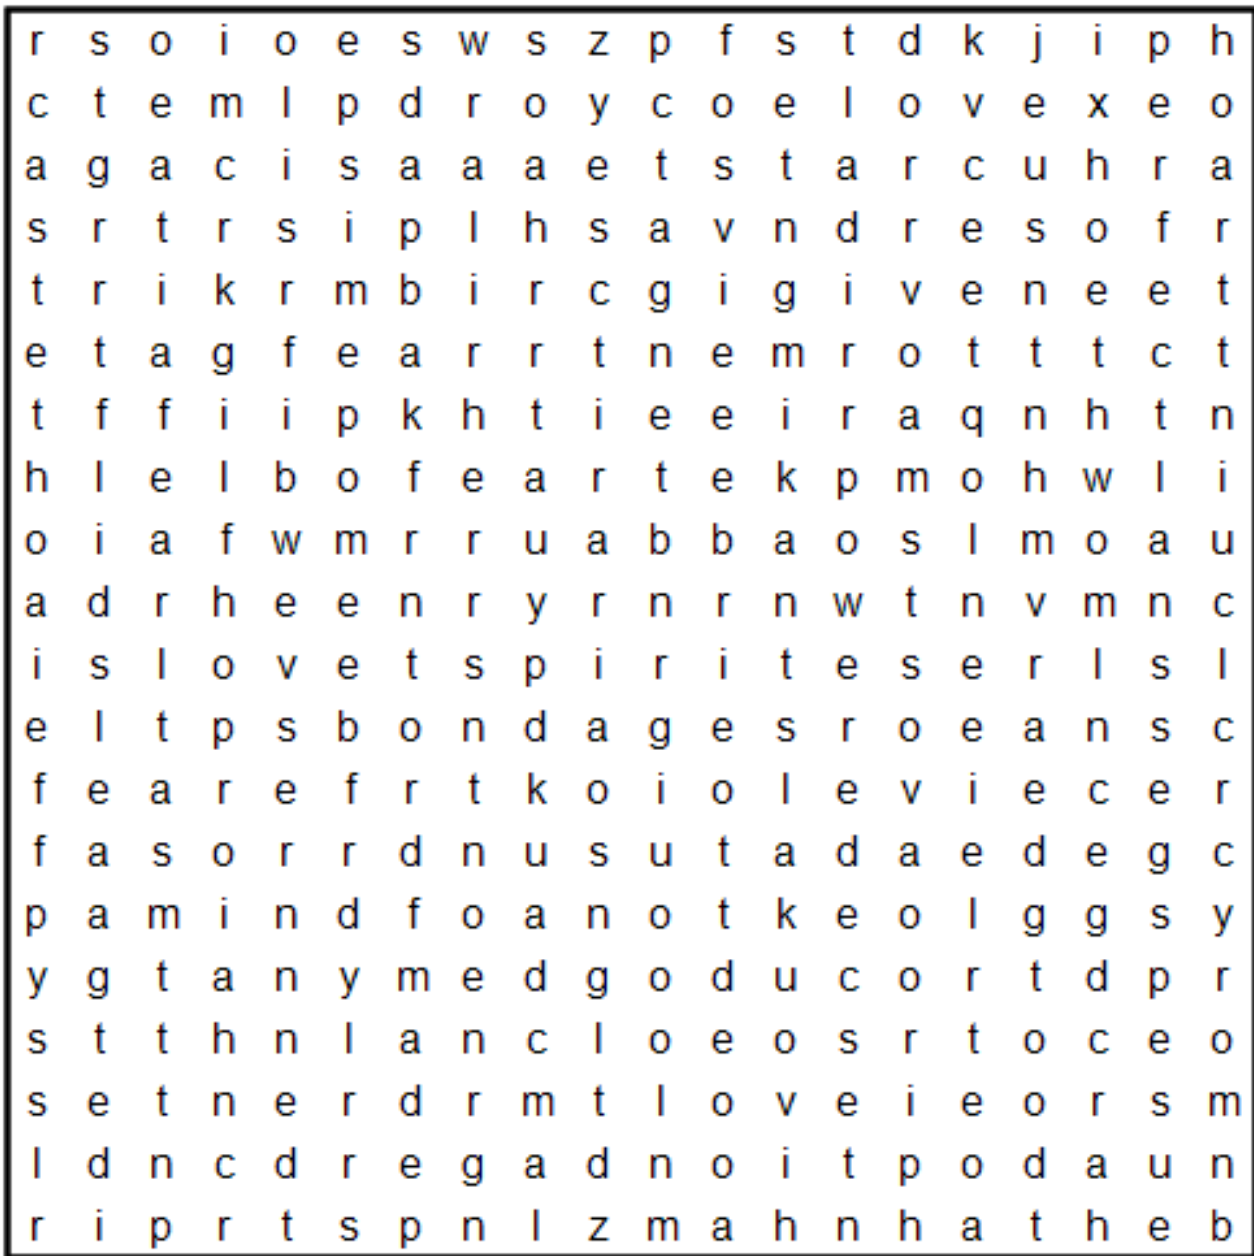 r s o i o e s w s z p f s t d k j i p h
c t e m l p d r o y c o e l o v e x e o
a g a c i s a a a e t s t a r c u h r a
s r t r s i p l h s a v n d r e s o f r
t r i k r m b i r c g i g i v e n e e t
e t a g f e a r r t n e m r o t t t c t
t f f i i p k h t i e e i r a q n h t n
h l e l b o f e a r t e k p m o h w l i
o i a f w m r r u a b b a o s l m o a u
a d r h e e n r y r n r n w t n v m n c
i s l o v e t s p i r i t e s e r l s l
e l t p s b o n d a g e s r o e a n s c
f e a r e f r t k o i o l e v i e c e r
f a s o r r d n u s u t a d a e d e g c
p a m i n d f o a n o t k e o l g g s y
y g t a n y m e d g o d u c o r t d p r
s t t h n l a n c l o e o s r t o c e o
s e t n e r d r m t l o v e i e o r s m
l d n c d r e g a d n o i t p o d a u n
r i p r t s p n l z m a h n h a t h e b